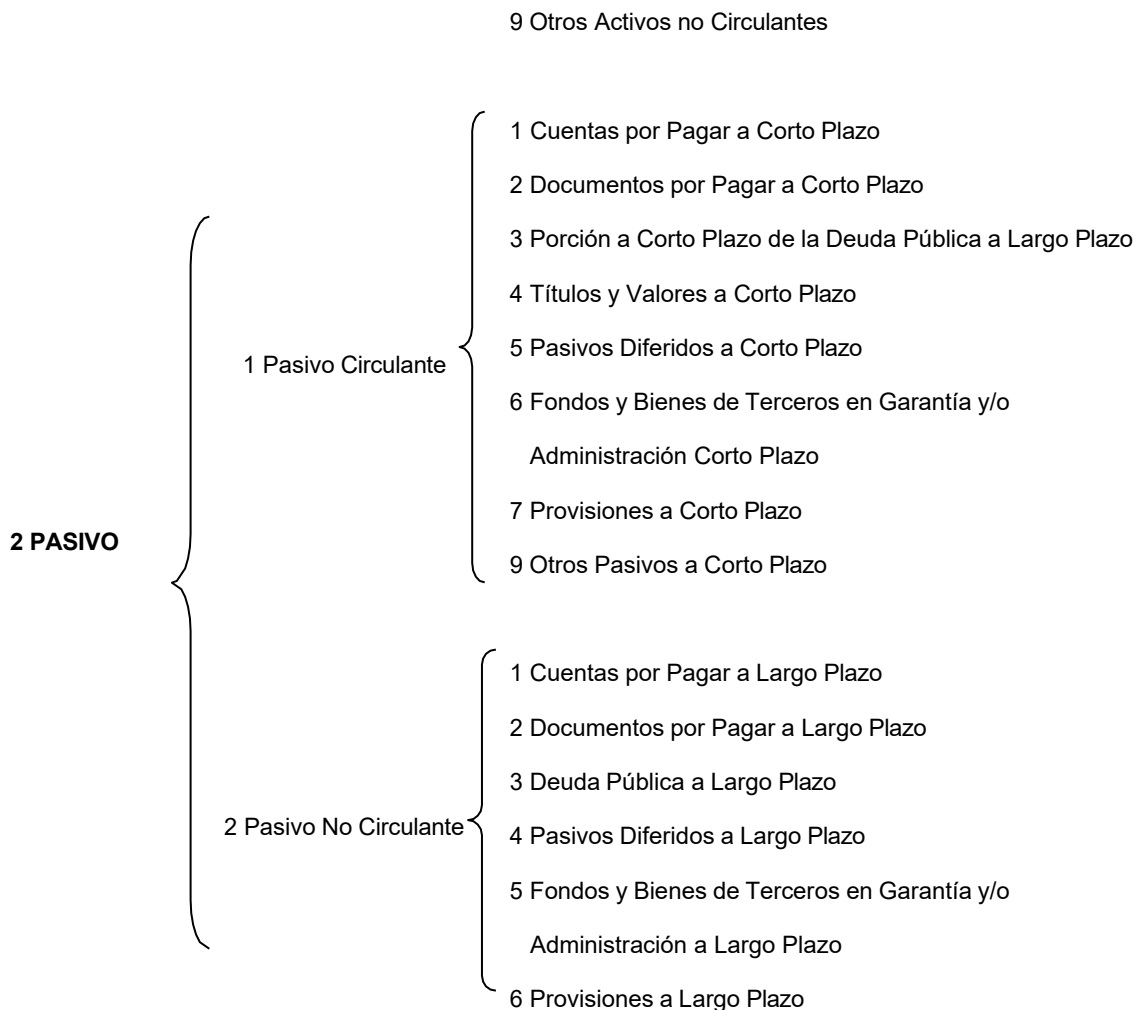 9 Otros Activos no Circulantes
2 PASIVO
1 Pasivo Circulante
1 Cuentas por Pagar a Corto Plazo
2 Documentos por Pagar a Corto Plazo
3 Porción a Corto Plazo de la Deuda Pública a Largo Plazo
4 Títulos y Valores a Corto Plazo
5 Pasivos Diferidos a Corto Plazo
6 Fondos y Bienes de Terceros en Garantía y/o
Administración Corto Plazo
7 Provisiones a Corto Plazo
9 Otros Pasivos a Corto Plazo
2 Pasivo No Circulante
1 Cuentas por Pagar a Largo Plazo
2 Documentos por Pagar a Largo Plazo
3 Deuda Pública a Largo Plazo
4 Pasivos Diferidos a Largo Plazo
5 Fondos y Bienes de Terceros en Garantía y/o
Administración a Largo Plazo
6 Provisiones a Largo Plazo